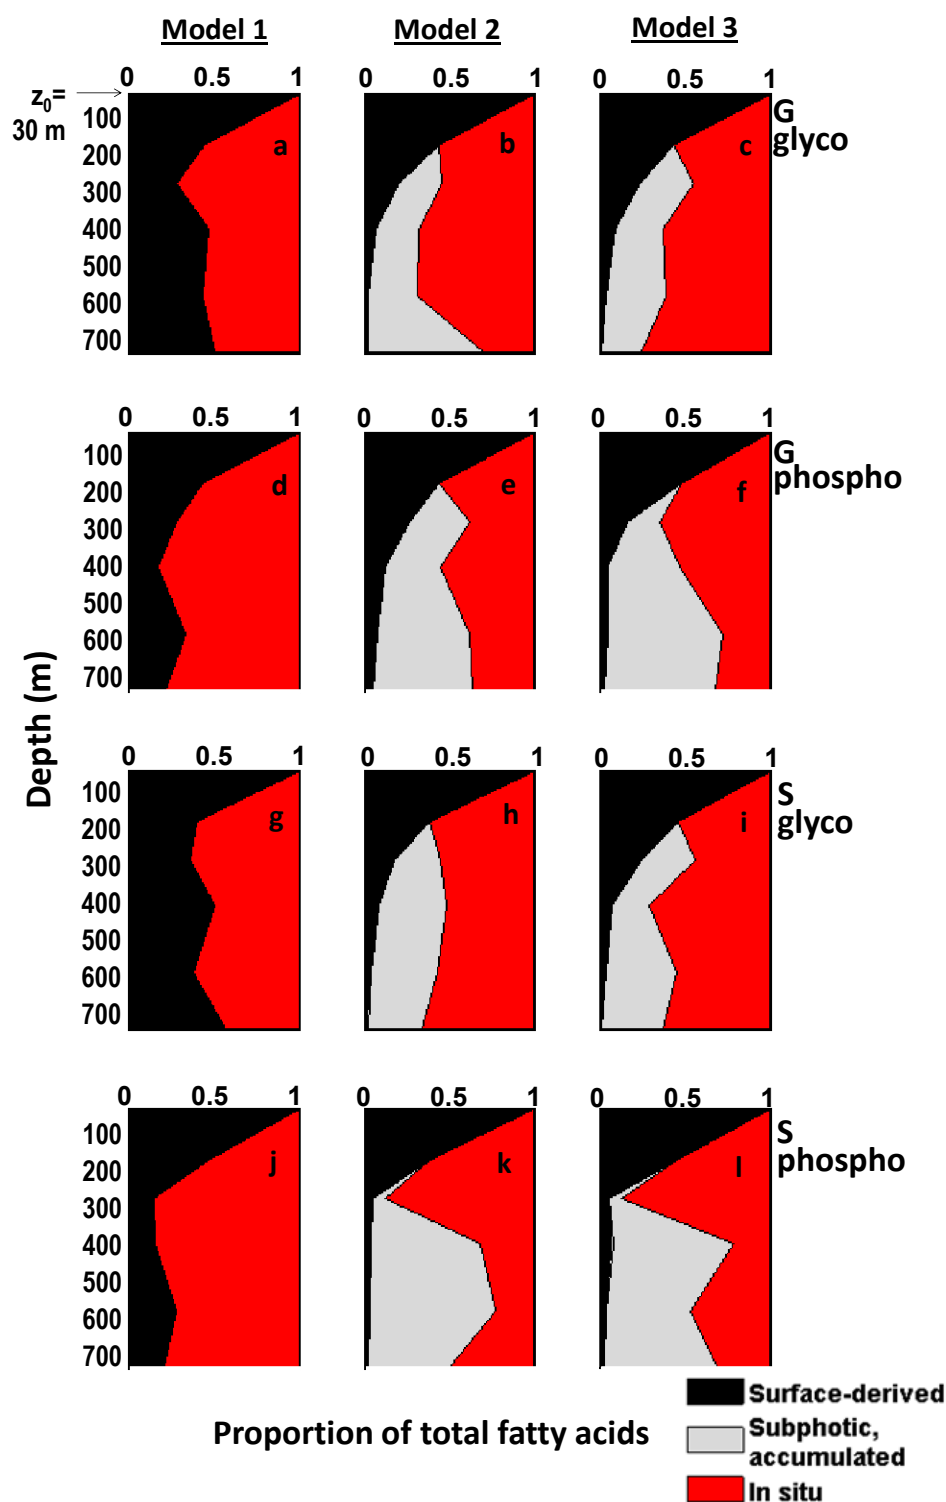 Model 1 Model 2 Model 3
0 0.5 1 0 0.5 1 0 0.5 1
z0=
30 m
100
200
300
400
500
600
700
a b c
G
glyco
0 0.5 1 0 0.5 1 0 0.5 1
100
200
300
400
500
600
700
d e f
G
phospho
Depth (m)
0 0.5 1 0 0.5 1 0 0.5 1
100
200
300
400
500
600
700
g h i
S
glyco
0 0.5 1 0 0.5 1 0 0.5 1
100
200
300
400
500
600
700
j k l
S
phospho
Proportion of total fatty acids
Surface-derived
Subphotic,
accumulated
In situ